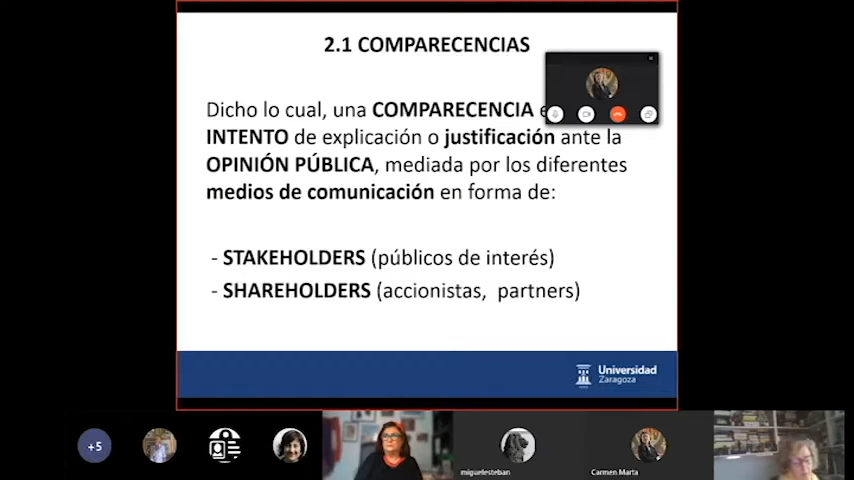 2.1 COMPARECENCIAS
Dicho lo cual, una COMPARECENCIA
INTENTO de explicación o justificación ante la
OPINIÓN PÚBLICA, mediada por los diferentes
medios de comunicación en forma de:
- STAKEHOLDERS (públicos de interés)
- SHAREHOLDERS (accionistas, partners)
Universidad
Zaragoza
+5
miguelesteban
Carmen Marta